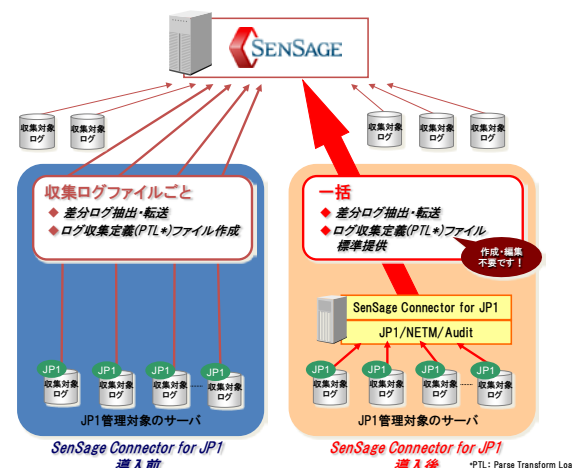 SENSAGE
収集対象
ログ
収集対象
ログ
収集対象
ログ
収集対象
ログ
収集対象
ログ
収集ログファイルごと
◆ 差分ログ抽出・転送
◆ ログ収集定義(PTL*)ファイル作成
一括
◆ 差分ログ抽出・転送
◆ ログ収集定義(PTL*)ファイル
標準提供
作成・編集
不要です!
SenSage Connector for JP1
JP1/NETM/Audit
JP1
収集対象
ログ
JP1
収集対象
ログ
JP1
収集対象
ログ
......
JP1
収集対象
ログ
JP1管理対象のサーバ
JP1
収集対象
ログ
JP1
収集対象
ログ
JP1
収集対象
ログ
......
JP1
収集対象
ログ
JP1管理対象のサーバ
SenSage Connector for JP1
導入前
SenSage Connector for JP1
導入後
*PTL: Parse Transform Log